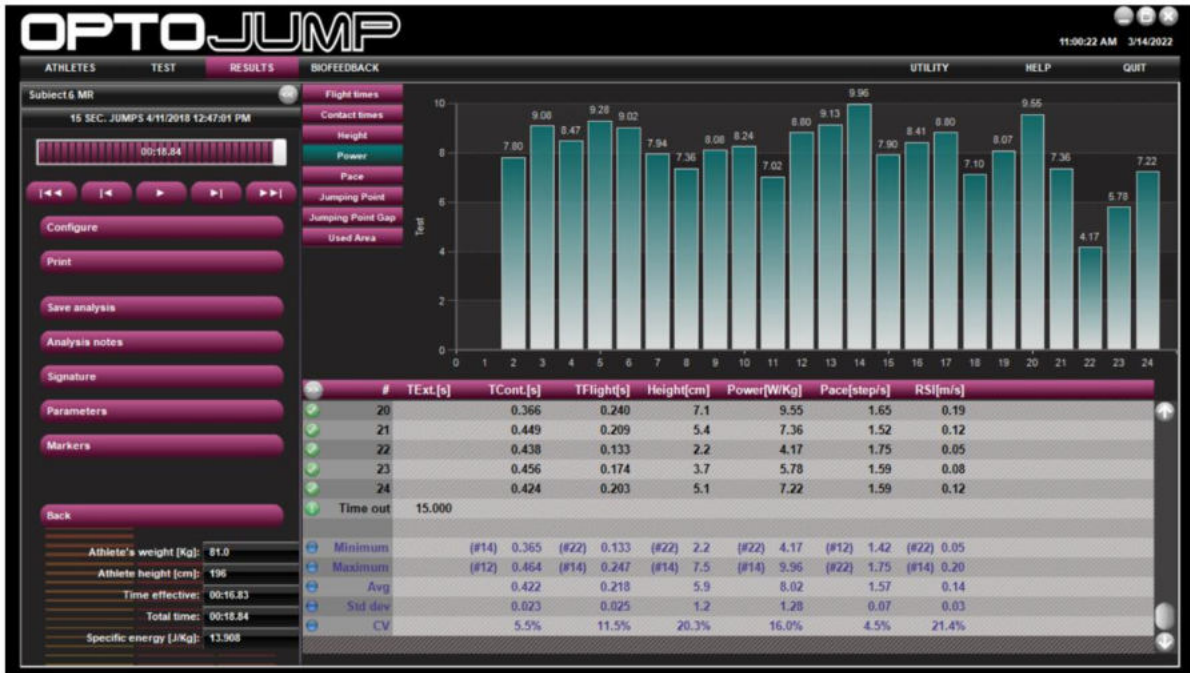 OPTOJUMP
11:00:22 AM 3/14/2022
ATHLETES TEST RESULTS BIOFEEDBACK UTILITY HELP QUIT
Subiect.6 MR
15 SEC. JUMPS 4/11/2018 12:47:01 PM
00:18.84
Configure
Print
Save analysis
Analysis notes
Signature
Parameters
Markers
Back
Athlete's weight [Kg]: 81.0
Athlete height [cm]: 196
Time effective: 00:16.83
Total time: 00:18.84
Specific energy [J/Kg]: 13.908
Flight times
Contact times
Height
Power
Pace
Jumping Point
Jumping Point Gap
Used Area
Test
10
8
6
4
2
0
7.80 9.08 8.47 9.28 9.02 7.94 7.36 8.08 8.24 7.02 8.80 9.13 9.96 7.90 8.41 8.80 7.10 8.07 9.55 7.36 4.17 5.78 7.22
0 1 2 3 4 5 6 7 8 9 10 11 12 13 14 15 16 17 18 19 20 21 22 23 24
# TExt.[s] TCont.[s] TFlight[s] Height[cm] Power[W/Kg] Pace[step/s] RSI[m/s]
20 0.366 0.240 7.1 9.55 1.65 0.19
21 0.449 0.209 5.4 7.36 1.52 0.12
22 0.438 0.133 2.2 4.17 1.75 0.05
23 0.456 0.174 3.7 5.78 1.59 0.08
24 0.424 0.203 5.1 7.22 1.59 0.12
Time out 15.000
Minimum (#14) 0.365 (#22) 0.133 (#22) 2.2 (#22) 4.17 (#12) 1.42 (#22) 0.05
Maximum (#12) 0.464 (#14) 0.247 (#14) 7.5 (#14) 9.96 (#22) 1.75 (#14) 0.20
Avg 0.422 0.218 5.9 8.02 1.57 0.14
Std dev 0.023 0.025 1.2 1.28 0.07 0.03
CV 5.5% 11.5% 20.3% 16.0% 4.5% 21.4%